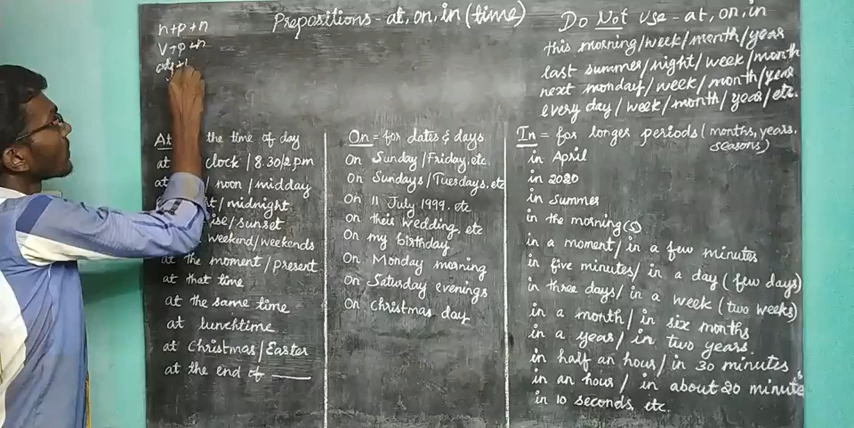 Prepositions - at, on, in (time)
n+p+n
v+p+n
Do Not use - at, on, in
this morning/week/month/year
last summer/night/week/month
next monday/week/month/year
every day/week/month/year/etc.
At the time of day
at clock / 8.30/2 pm
at / noon / midday
/midnight
/sunset
weekend/weekends
at the moment/present
at that time
at the same time
at lunchtime
at Christmas/Easter
at the end of
On = for dates & days
On Sunday/Friday, etc.
On Sundays/Tuesdays, etc
On 11 July 1999, etc
on their wedding, etc
On my birthday
On Monday morning
On Saturday evenings
On Christmas day
In = for longer periods (months, years, seasons)
in April
in 2020
in Summer
in the morning(s)
in a moment/in a few minutes
in five minutes/in a day (few days)
in three days/in a week (two weeks)
in a month/in six months
in a year/in two years.
in half an hour/in 30 minutes
in an hour / in about 20 minutes
in 10 seconds, etc.